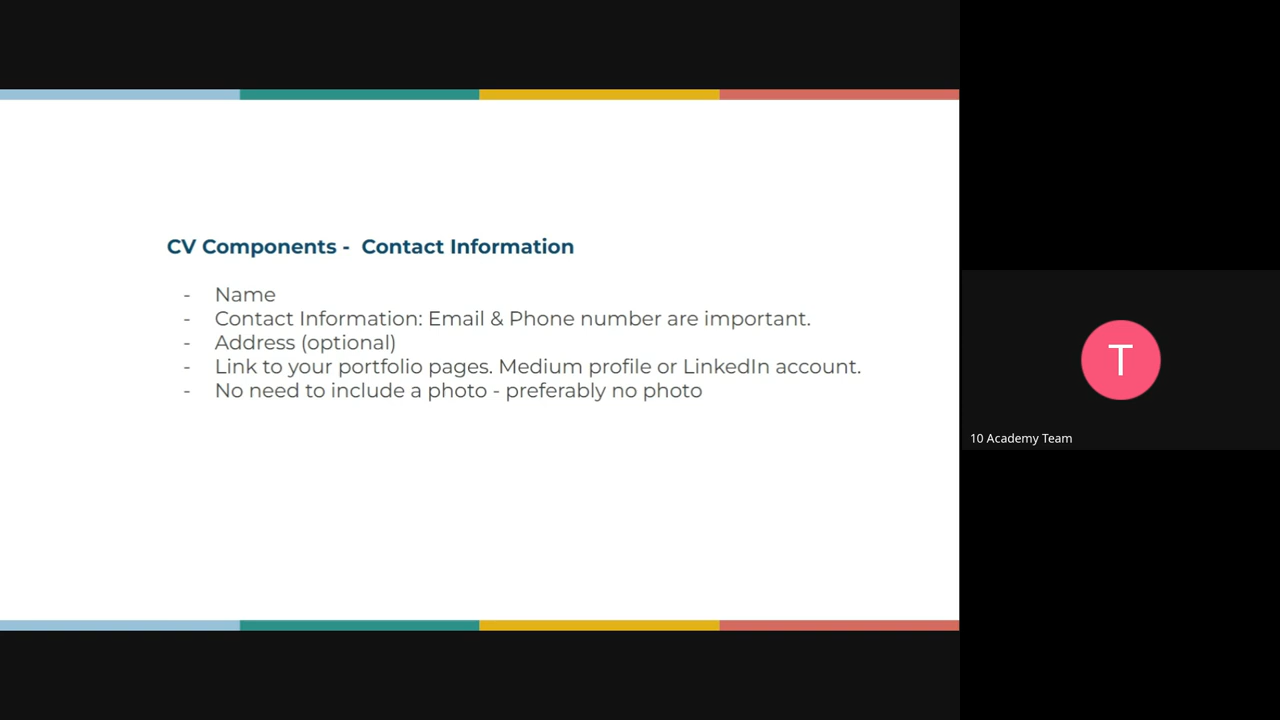 CV Components -  Contact Information
- Name
- Contact Information: Email & Phone number are important.
- Address (optional)
- Link to your portfolio pages. Medium profile or LinkedIn account.
- No need to include a photo - preferably no photo
T
10 Academy Team